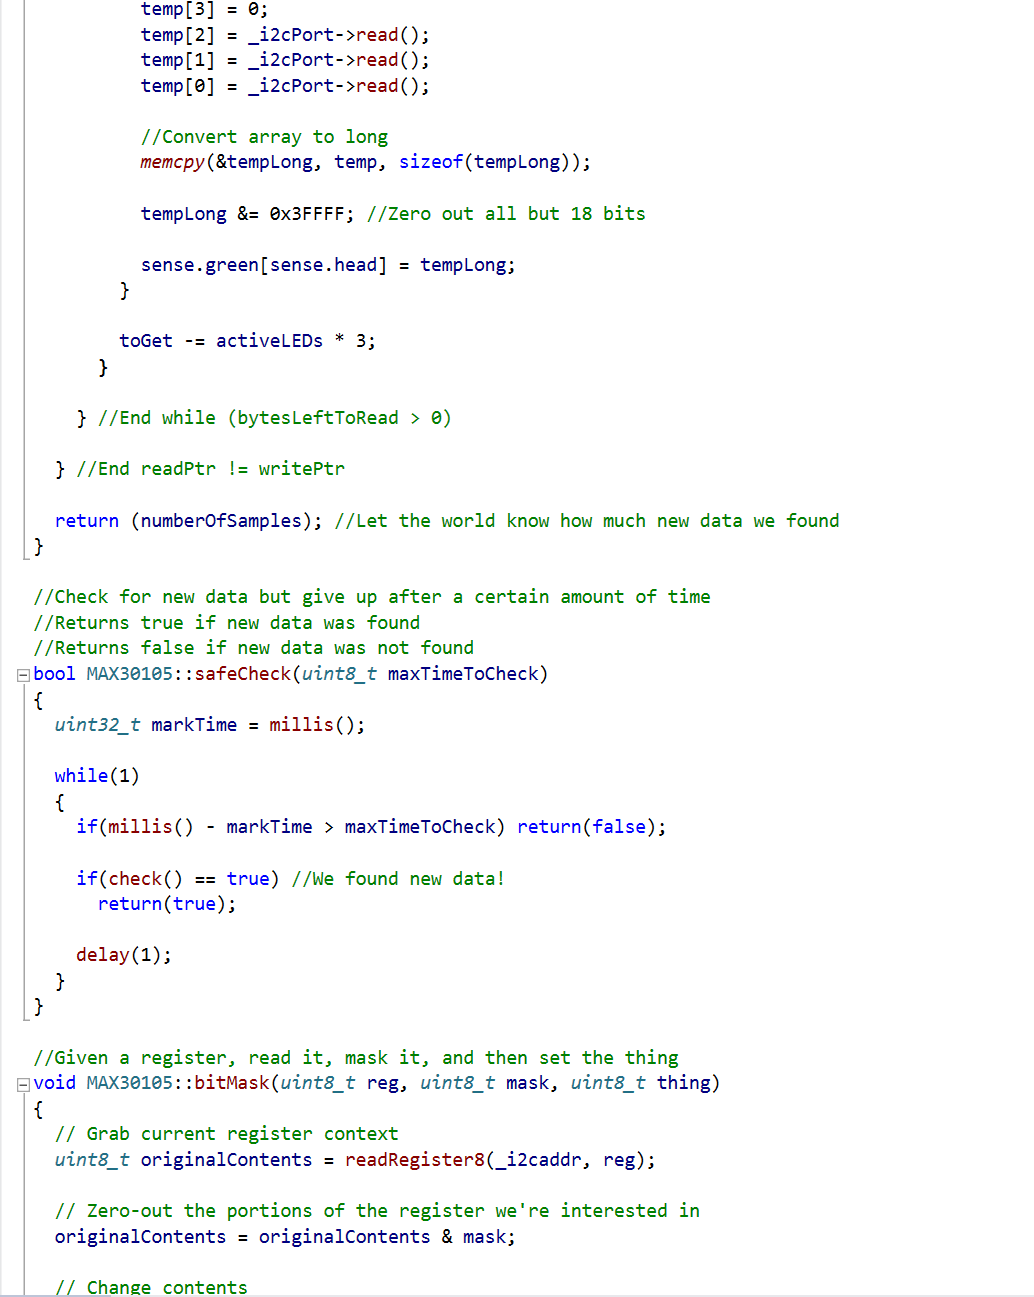 temp[3] = 0;
temp[2] = _i2cPort->read();
temp[1] = _i2cPort->read();
temp[0] = _i2cPort->read();
//Convert array to long
memcpy(&tempLong, temp, sizeof(tempLong));
tempLong &= 0x3FFFF; //Zero out all but 18 bits
sense.green[sense.head] = tempLong;
}
toGet -= activeLEDs * 3;
}
} //End while (bytesLeftToRead > 0)
} //End readPtr != writePtr
return (numberOfSamples); //Let the world know how much new data we found
}
//Check for new data but give up after a certain amount of time
//Returns true if new data was found
//Returns false if new data was not found
bool MAX30105::safeCheck(uint8_t maxTimeToCheck)
{
uint32_t markTime = millis();
while(1)
{
if(millis() - markTime > maxTimeToCheck) return(false);
if(check() == true) //We found new data!
return(true);
delay(1);
}
}
//Given a register, read it, mask it, and then set the thing
void MAX30105::bitMask(uint8_t reg, uint8_t mask, uint8_t thing)
{
// Grab current register context
uint8_t originalContents = readRegister8(_i2caddr, reg);
// Zero-out the portions of the register we're interested in
originalContents = originalContents & mask;
// Change contents